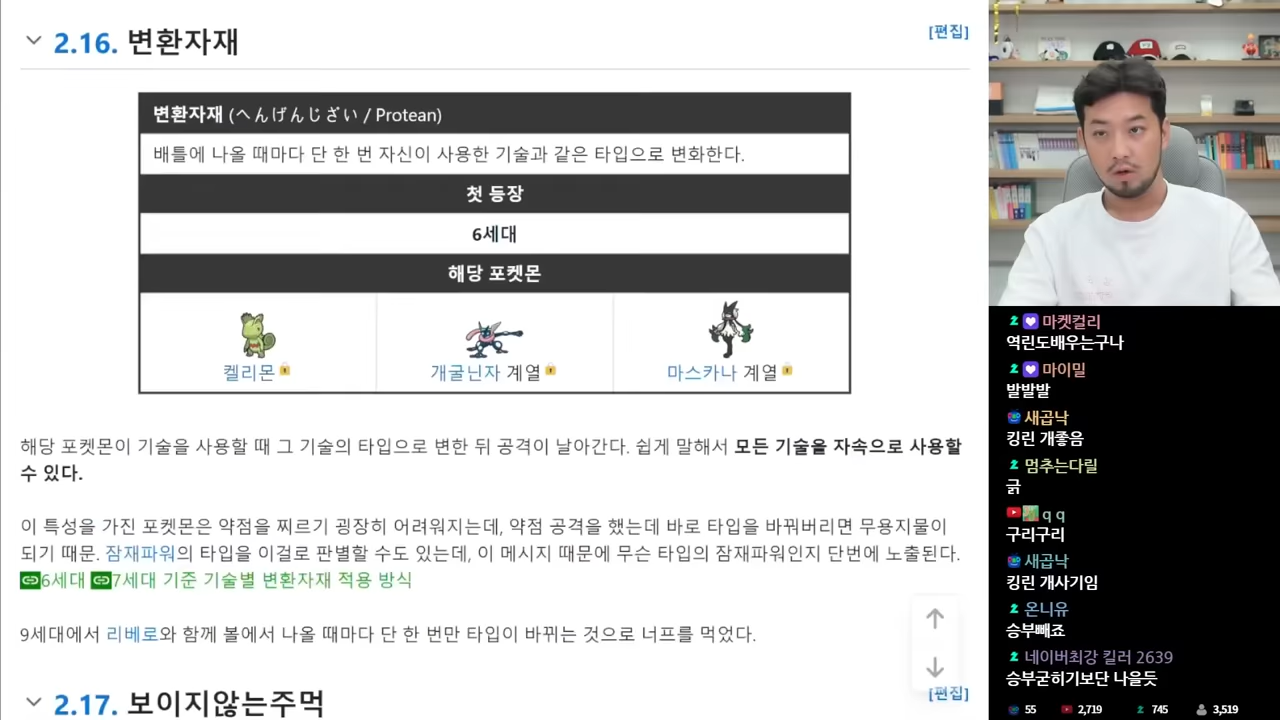 2.16. 변환자재
[편집]
변환자재 (へんげんじざい / Protean)
배틀에 나올 때마다 단 한 번 자신이 사용한 기술과 같은 타입으로 변화한다.
첫 등장
6세대
해당 포켓몬
켈리몬
개굴닌자 계열
마스카나 계열
해당 포켓몬이 기술을 사용할 때 그 기술의 타입으로 변한 뒤 공격이 날아간다. 쉽게 말해서 모든 기술을 자속으로 사용할
수 있다.
이 특성을 가진 포켓몬은 약점을 찌르기 굉장히 어려워지는데, 약점 공격을 했는데 바로 타입을 바꿔버리면 무용지물이
되기 때문. 잠재파워의 타입을 이걸로 판별할 수도 있는데, 이 메시지 때문에 무슨 타입의 잠재파워인지 단번에 노출된다.
6세대 7세대 기준 기술별 변환자재 적용 방식
9세대에서 리베로와 함께 볼에서 나올 때마다 단 한 번만 타입이 바뀌는 것으로 너프를 먹었다.
2.17. 보이지않는주먹
[편집]
마켓컬리
역린도배우는구나
마이밀
발발발
새곱낙
킹린 개좋음
멈추는다릴
긁
q q
구리구리
새곱낙
킹린 개사기임
온니유
승부빼죠
네이버최강 킬러 2639
승부굳히기보단 나을듯
55 2,719 745 3,519